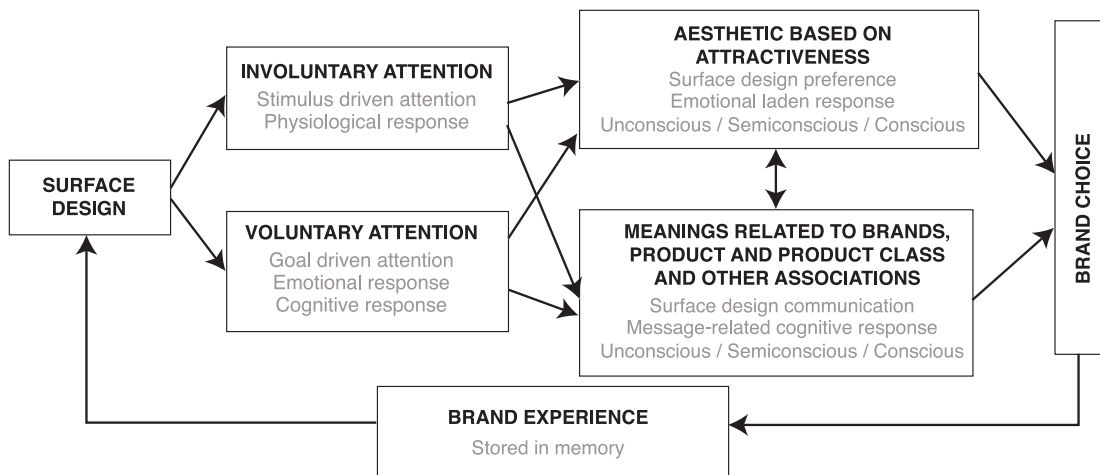 SURFACE
DESIGN
INVOLUNTARY ATTENTION
Stimulus driven attention
Physiological response
VOLUNTARY ATTENTION
Goal driven attention
Emotional response
Cognitive response
AESTHETIC BASED ON
ATTRACTIVENESS
Surface design preference
Emotional laden response
Unconscious / Semiconscious / Conscious
MEANINGS RELATED TO BRANDS,
PRODUCT AND PRODUCT CLASS
AND OTHER ASSOCIATIONS
Surface design communication
Message-related cognitive response
Unconscious / Semiconscious / Conscious
BRAND CHOICE
BRAND EXPERIENCE
Stored in memory